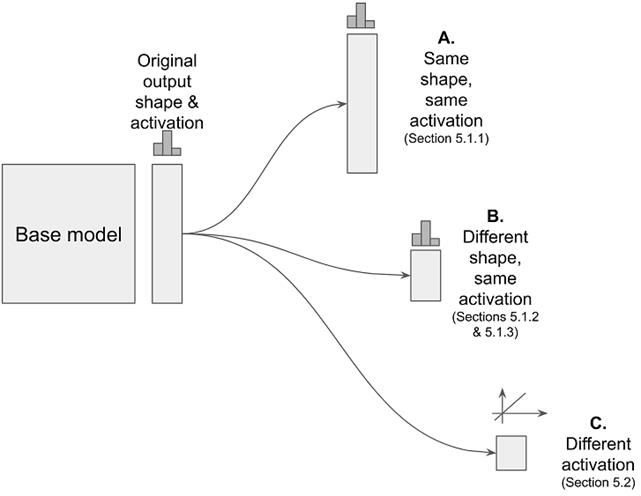 Original
output
shape &
activation
Base model
A.
Same
shape,
same
activation
(Section 5.1.1)
B.
Different
shape,
same
activation
(Sections 5.1.2
& 5.1.3)
C.
Different
activation
(Section 5.2)